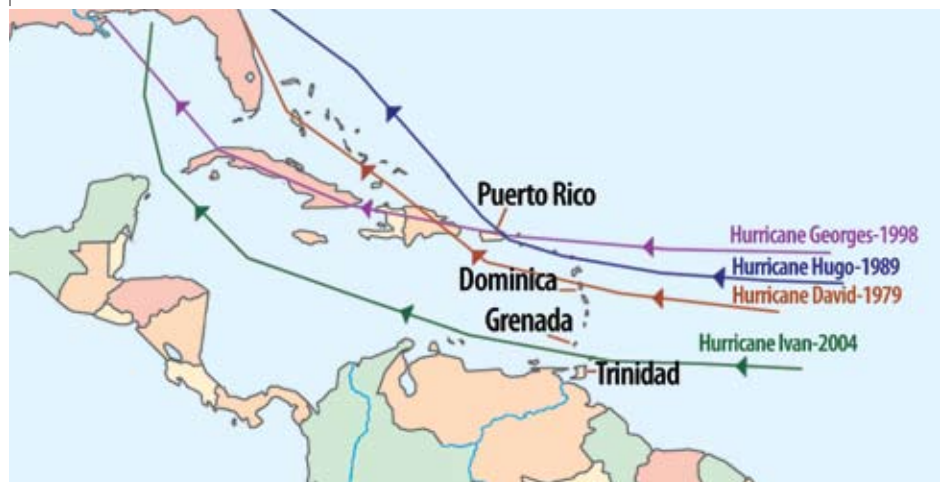 Puerto Rico
Hurricane Georges-1998
Hurricane Hugo-1989
Dominica
Hurricane David-1979
Grenada
Hurricane Ivan-2004
Trinidad